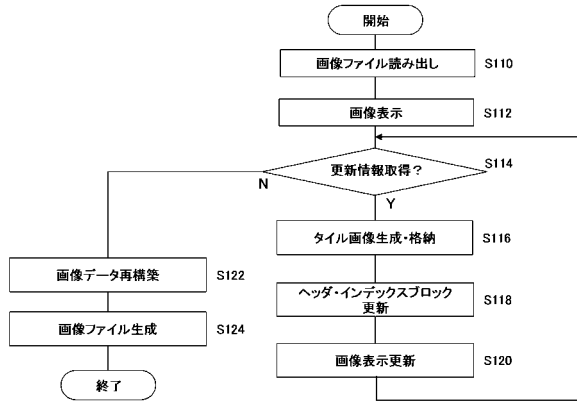 開始
画像ファイル読み出し S110
画像表示 S112
更新情報取得？ S114
N
Y
タイル画像生成・格納 S116
画像データ再構築 S122
ヘッダ・インデックスブロック
更新 S118
画像ファイル生成 S124
画像表示更新 S120
終了